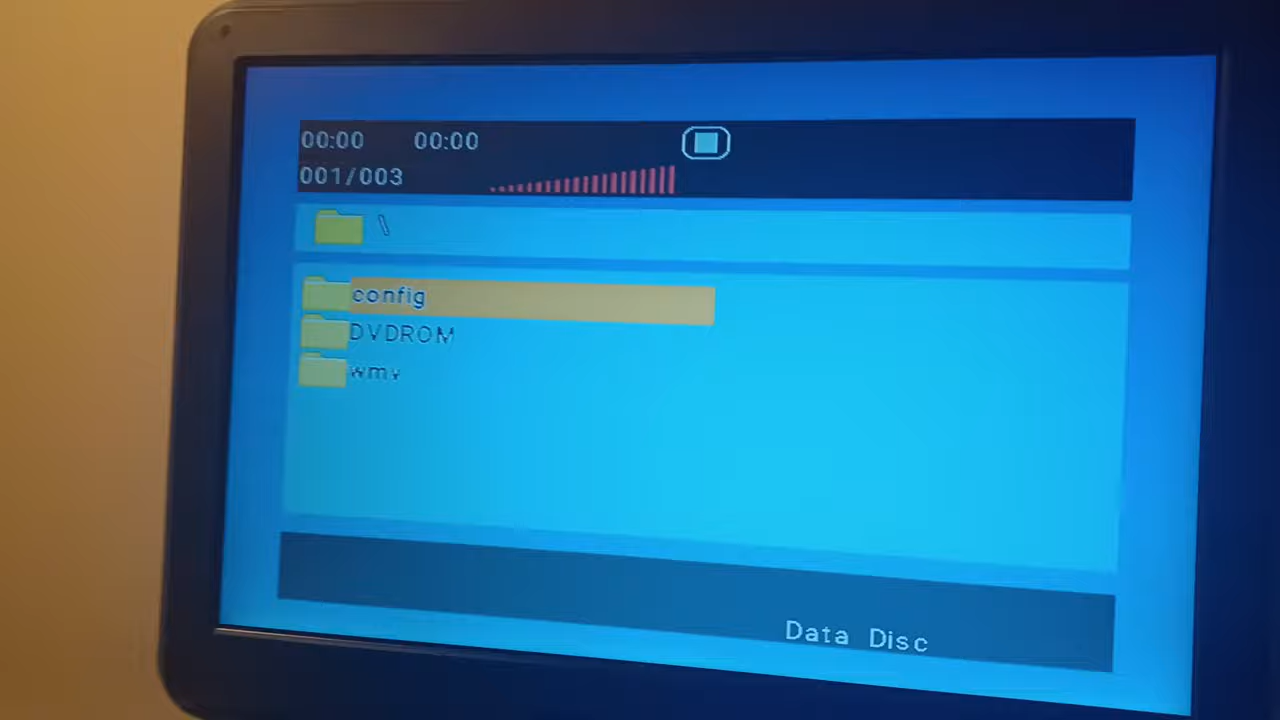 00:00 00:00
001/003
\
config
DVDROM
wmv
Data Disc